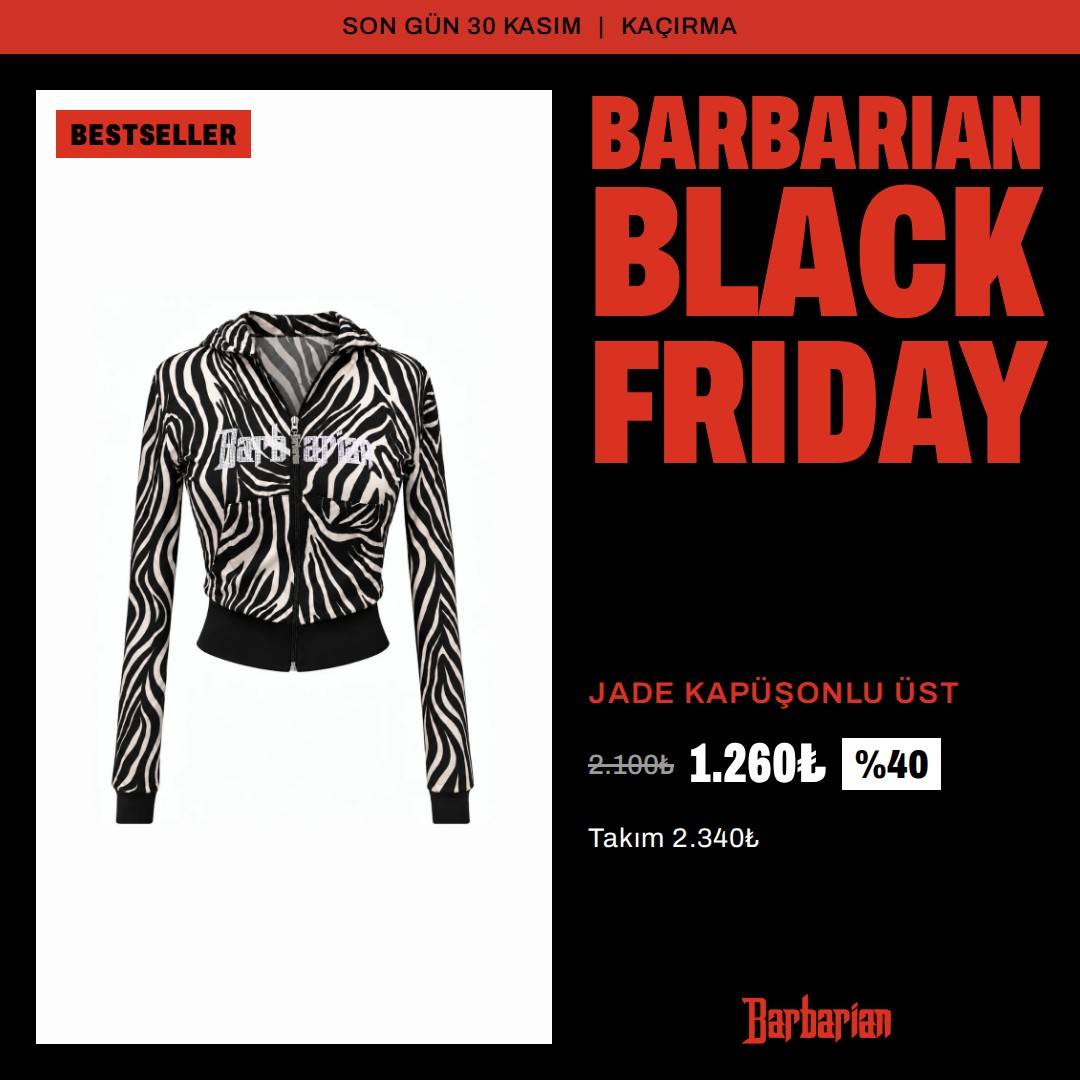 SON GÜN 30 KASIM | KAÇIRMA
BESTSELLER
Barbarian
BARBARIAN
BLACK
FRIDAY
JADE KAPÜŞONLU ÜST
2.100₺ 1.260₺ %40
Takım 2.340₺
Barbarian